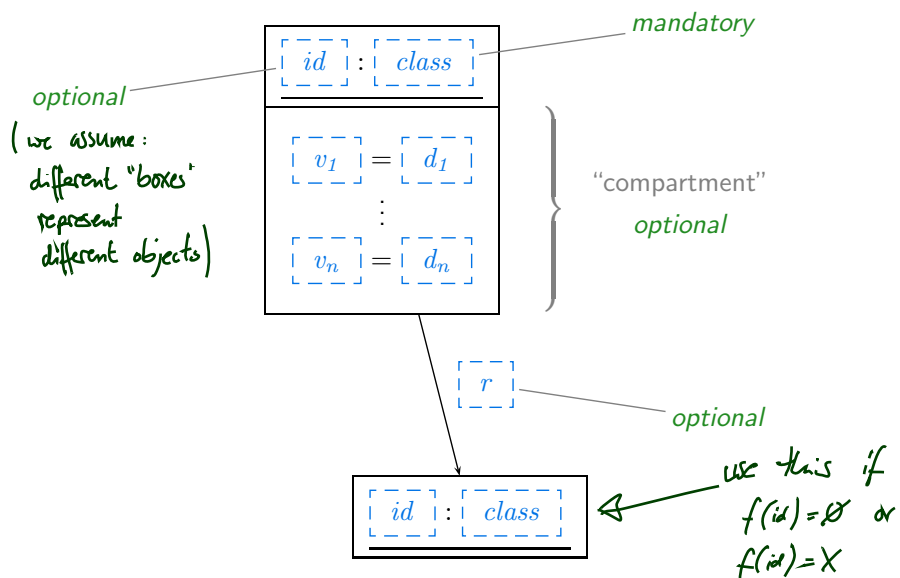 mandatory
id : class
optional
(we assume:
different "boxes"
represent
different objects)
v₁ = d₁
⋮
vₙ = dₙ
“compartment”
optional
r
optional
id : class
use this if
f(id)=∅ or
f(id)=X